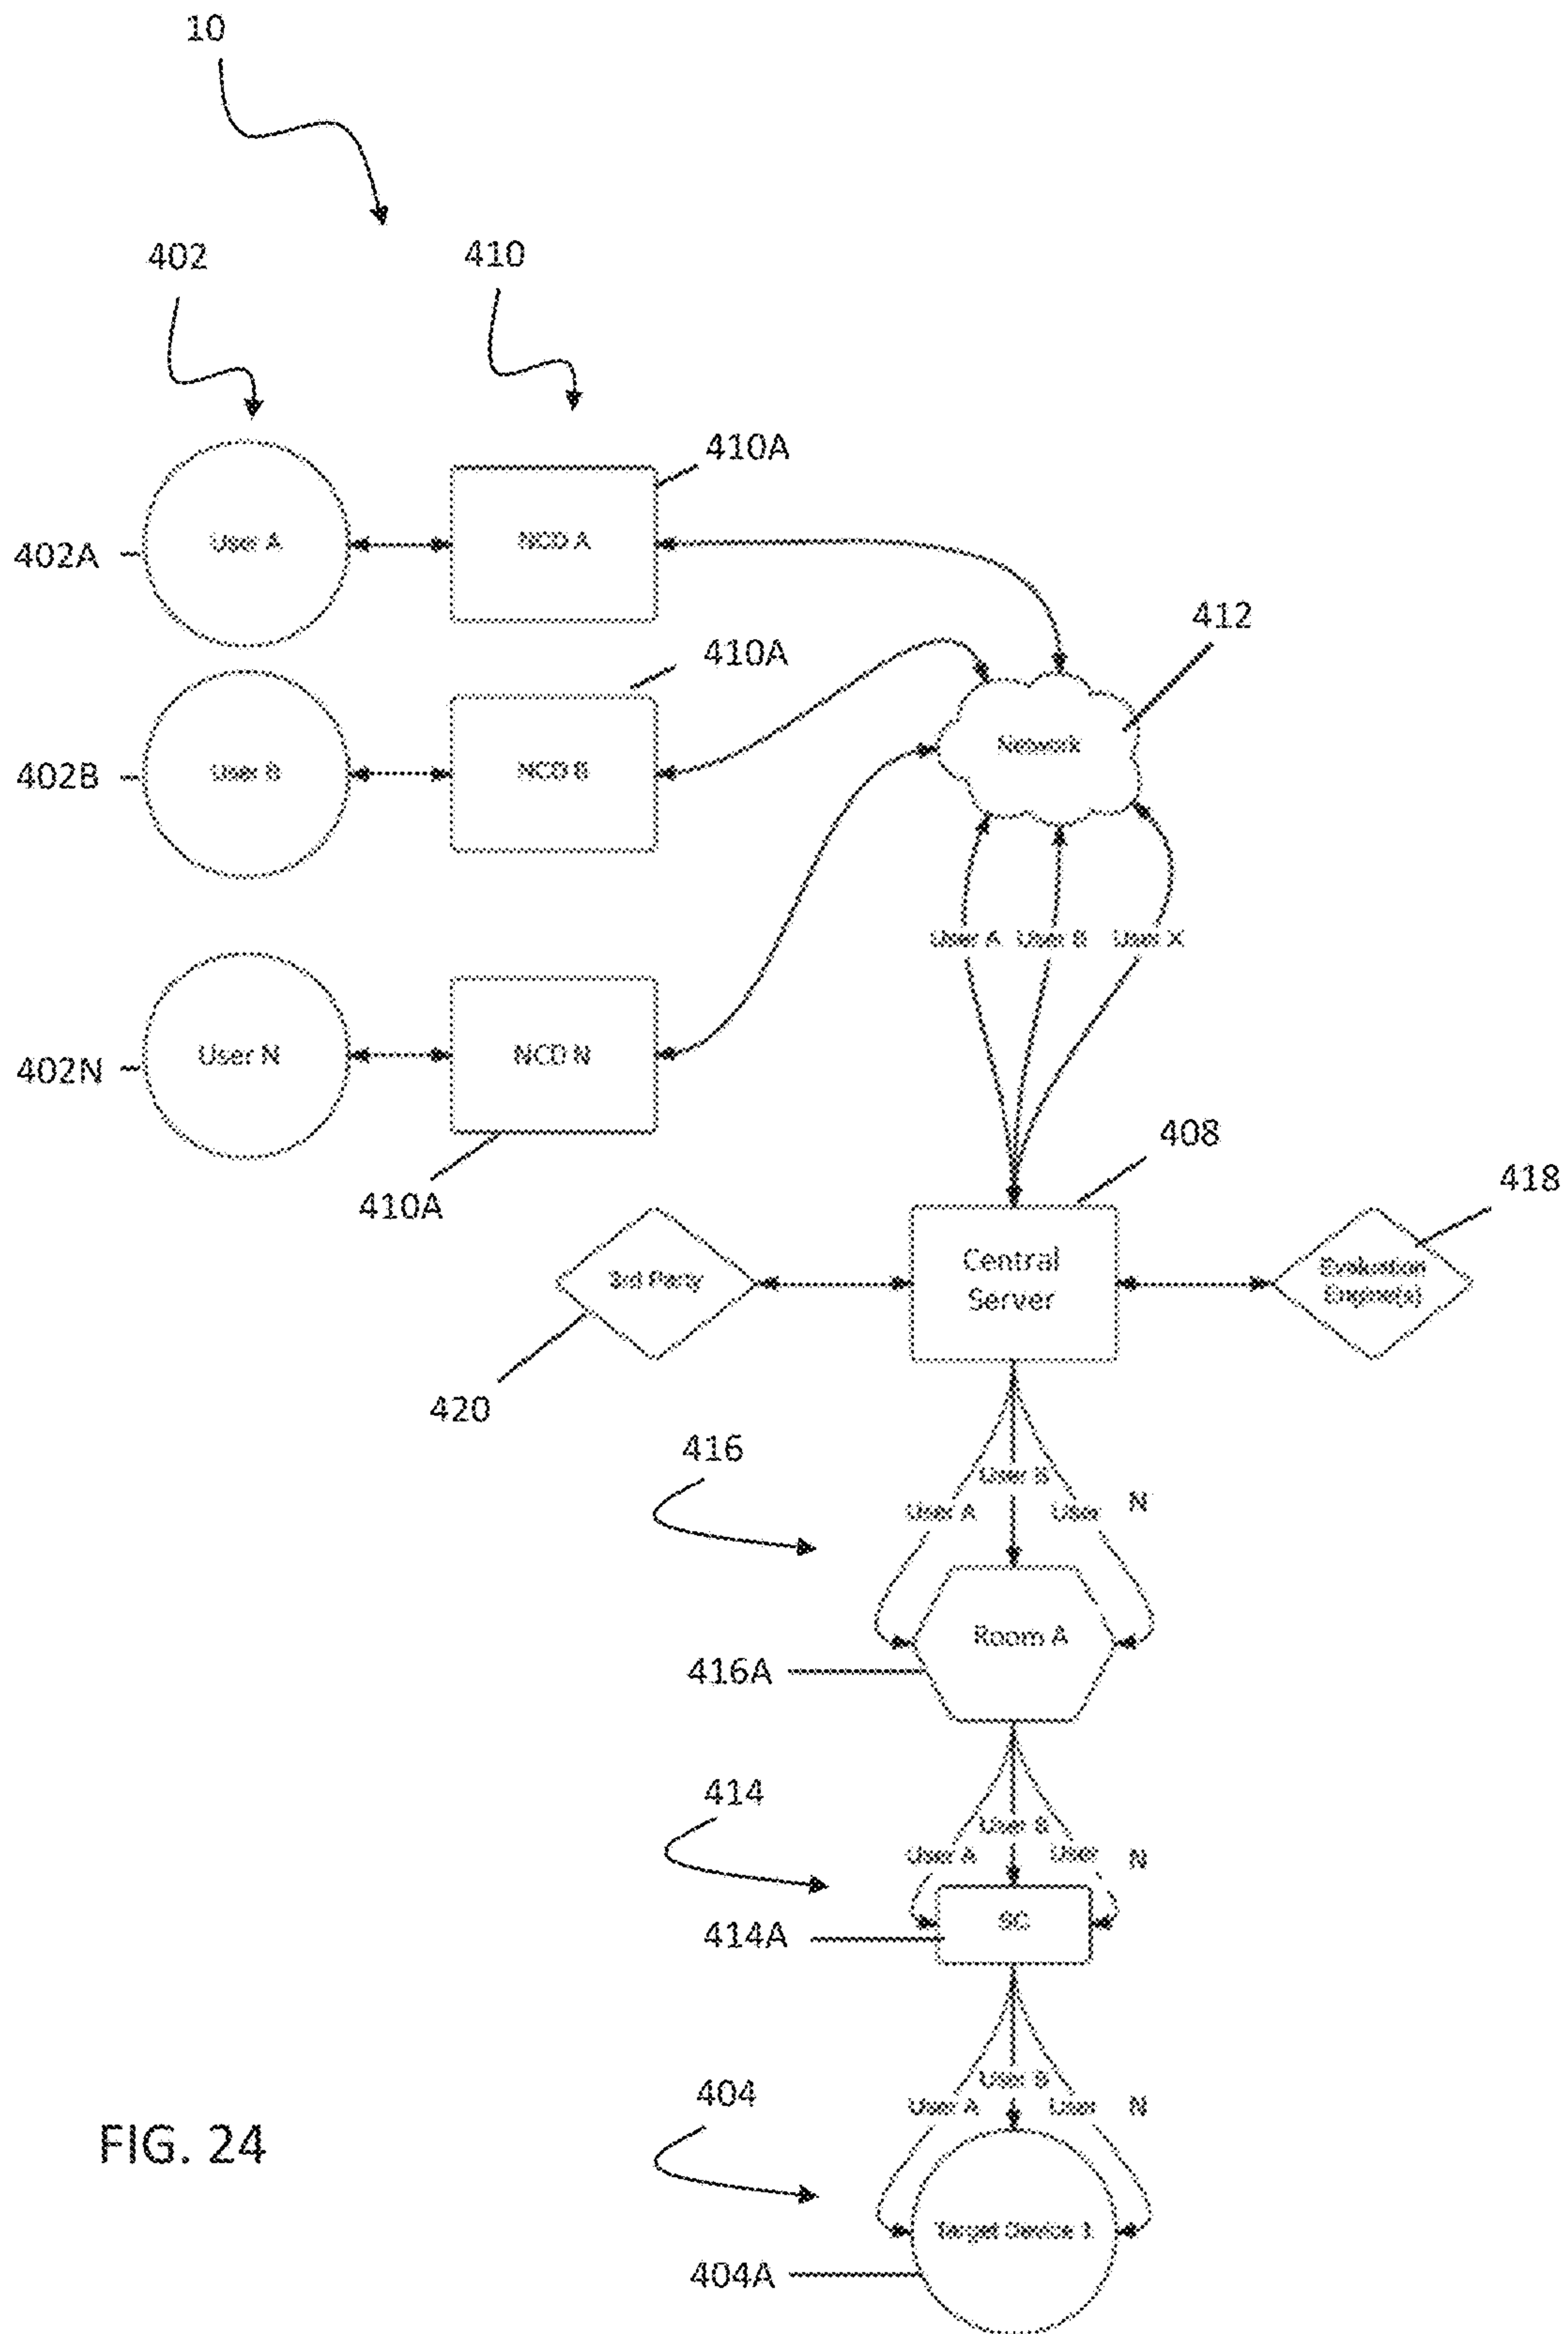 10
402
410
410A
402A
User A
NCD A
412
410A
Network
402B
User B
NCD B
User A
User B
User X
402N
User N
NCD N
408
418
410A
3rd Party
Central
Server
Evaluation
Engine(s)
420
416
User B
User A
User
N
Room A
416A
414
User B
User A
User
N
SC
414A
404
User B
User A
User
N
FIG. 24
Target Device 1
404A